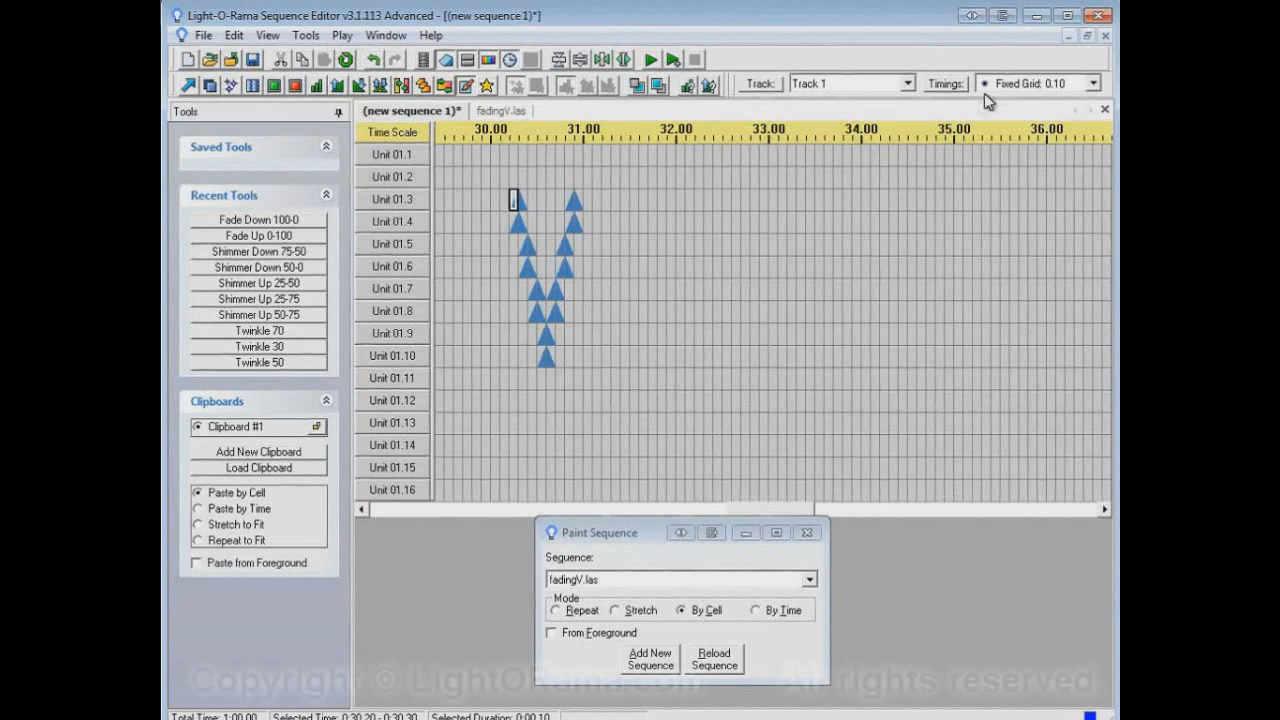 Light-O-Rama Sequence Editor v3.1.113 Advanced - [(new sequence 1)*]
File Edit View Tools Play Window Help
Track: Track 1 Timings: Fixed Grid: 0.10
Tools
(new sequence 1)* fadingV.las
Time Scale 30.00 31.00 32.00 33.00 34.00 35.00 36.00
Saved Tools
Recent Tools
Fade Down 100-0
Fade Up 0-100
Shimmer Down 75-50
Shimmer Down 50-0
Shimmer Up 25-50
Shimmer Up 25-75
Shimmer Up 50-75
Twinkle 70
Twinkle 30
Twinkle 50
Clipboards
Clipboard #1
Add New Clipboard
Load Clipboard
Paste by Cell
Paste by Time
Stretch to Fit
Repeat to Fit
Paste from Foreground
Unit 01.1
Unit 01.2
Unit 01.3
Unit 01.4
Unit 01.5
Unit 01.6
Unit 01.7
Unit 01.8
Unit 01.9
Unit 01.10
Unit 01.11
Unit 01.12
Unit 01.13
Unit 01.14
Unit 01.15
Unit 01.16
Paint Sequence
Sequence:
fadingV.las
Mode
Repeat Stretch By Cell By Time
From Foreground
Add New Sequence
Reload Sequence
Copyright © LightORama.com All rights reserved
Total Time: 1:00.00 Selected Time: 0:30.20 - 0:30.30 Selected Duration: 0:00.10